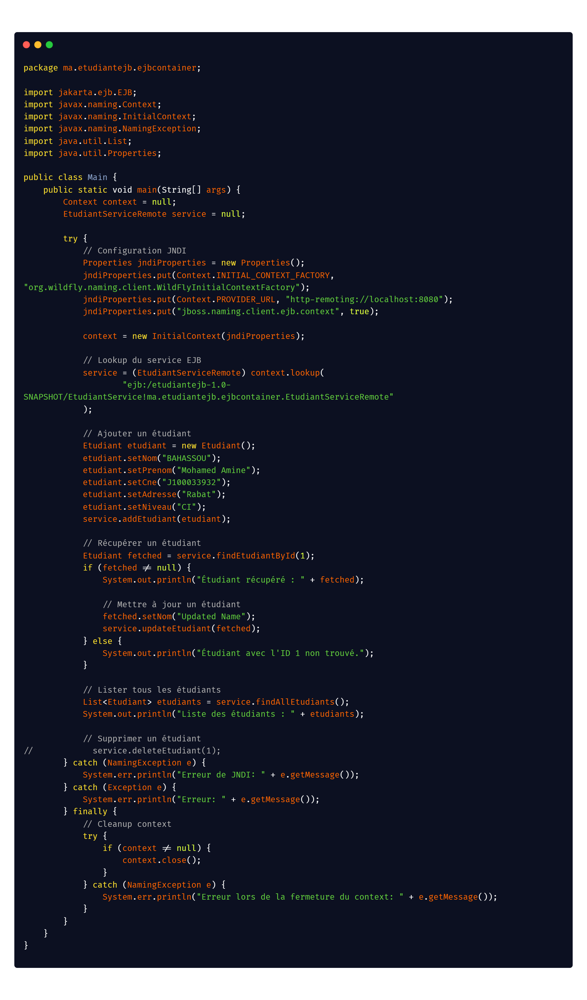 package ma.etudiantejb.ejbcontainer;

import jakarta.ejb.EJB;
import javax.naming.Context;
import javax.naming.InitialContext;
import javax.naming.NamingException;
import java.util.List;
import java.util.Properties;

public class Main {
    public static void main(String[] args) {
        Context context = null;
        EtudiantServiceRemote service = null;

        try {
            // Configuration JNDI
            Properties jndiProperties = new Properties();
            jndiProperties.put(Context.INITIAL_CONTEXT_FACTORY,
"org.wildfly.naming.client.WildFlyInitialContextFactory");
            jndiProperties.put(Context.PROVIDER_URL, "http-remoting://localhost:8080");
            jndiProperties.put("jboss.naming.client.ejb.context", true);

            context = new InitialContext(jndiProperties);

            // Lookup du service EJB
            service = (EtudiantServiceRemote) context.lookup(
                    "ejb:/etudiantejb-1.0-
SNAPSHOT/EtudiantService!ma.etudiantejb.ejbcontainer.EtudiantServiceRemote"
            );

            // Ajouter un étudiant
            Etudiant etudiant = new Etudiant();
            etudiant.setNom("BAHASSOU");
            etudiant.setPrenom("Mohamed Amine");
            etudiant.setCne("J100033932");
            etudiant.setAdresse("Rabat");
            etudiant.setNiveau("CI");
            service.addEtudiant(etudiant);

            // Récupérer un étudiant
            Etudiant fetched = service.findEtudiantById(1);
            if (fetched != null) {
                System.out.println("Étudiant récupéré : " + fetched);

                // Mettre à jour un étudiant
                fetched.setNom("Updated Name");
                service.updateEtudiant(fetched);
            } else {
                System.out.println("Étudiant avec l'ID 1 non trouvé.");
            }

            // Lister tous les étudiants
            List<Etudiant> etudiants = service.findAllEtudiants();
            System.out.println("Liste des étudiants : " + etudiants);

            // Supprimer un étudiant
//            service.deleteEtudiant(1);
        } catch (NamingException e) {
            System.err.println("Erreur de JNDI: " + e.getMessage());
        } catch (Exception e) {
            System.err.println("Erreur: " + e.getMessage());
        } finally {
            // Cleanup context
            try {
                if (context != null) {
                    context.close();
                }
            } catch (NamingException e) {
                System.err.println("Erreur lors de la fermeture du context: " + e.getMessage());
            }
        }
    }
}